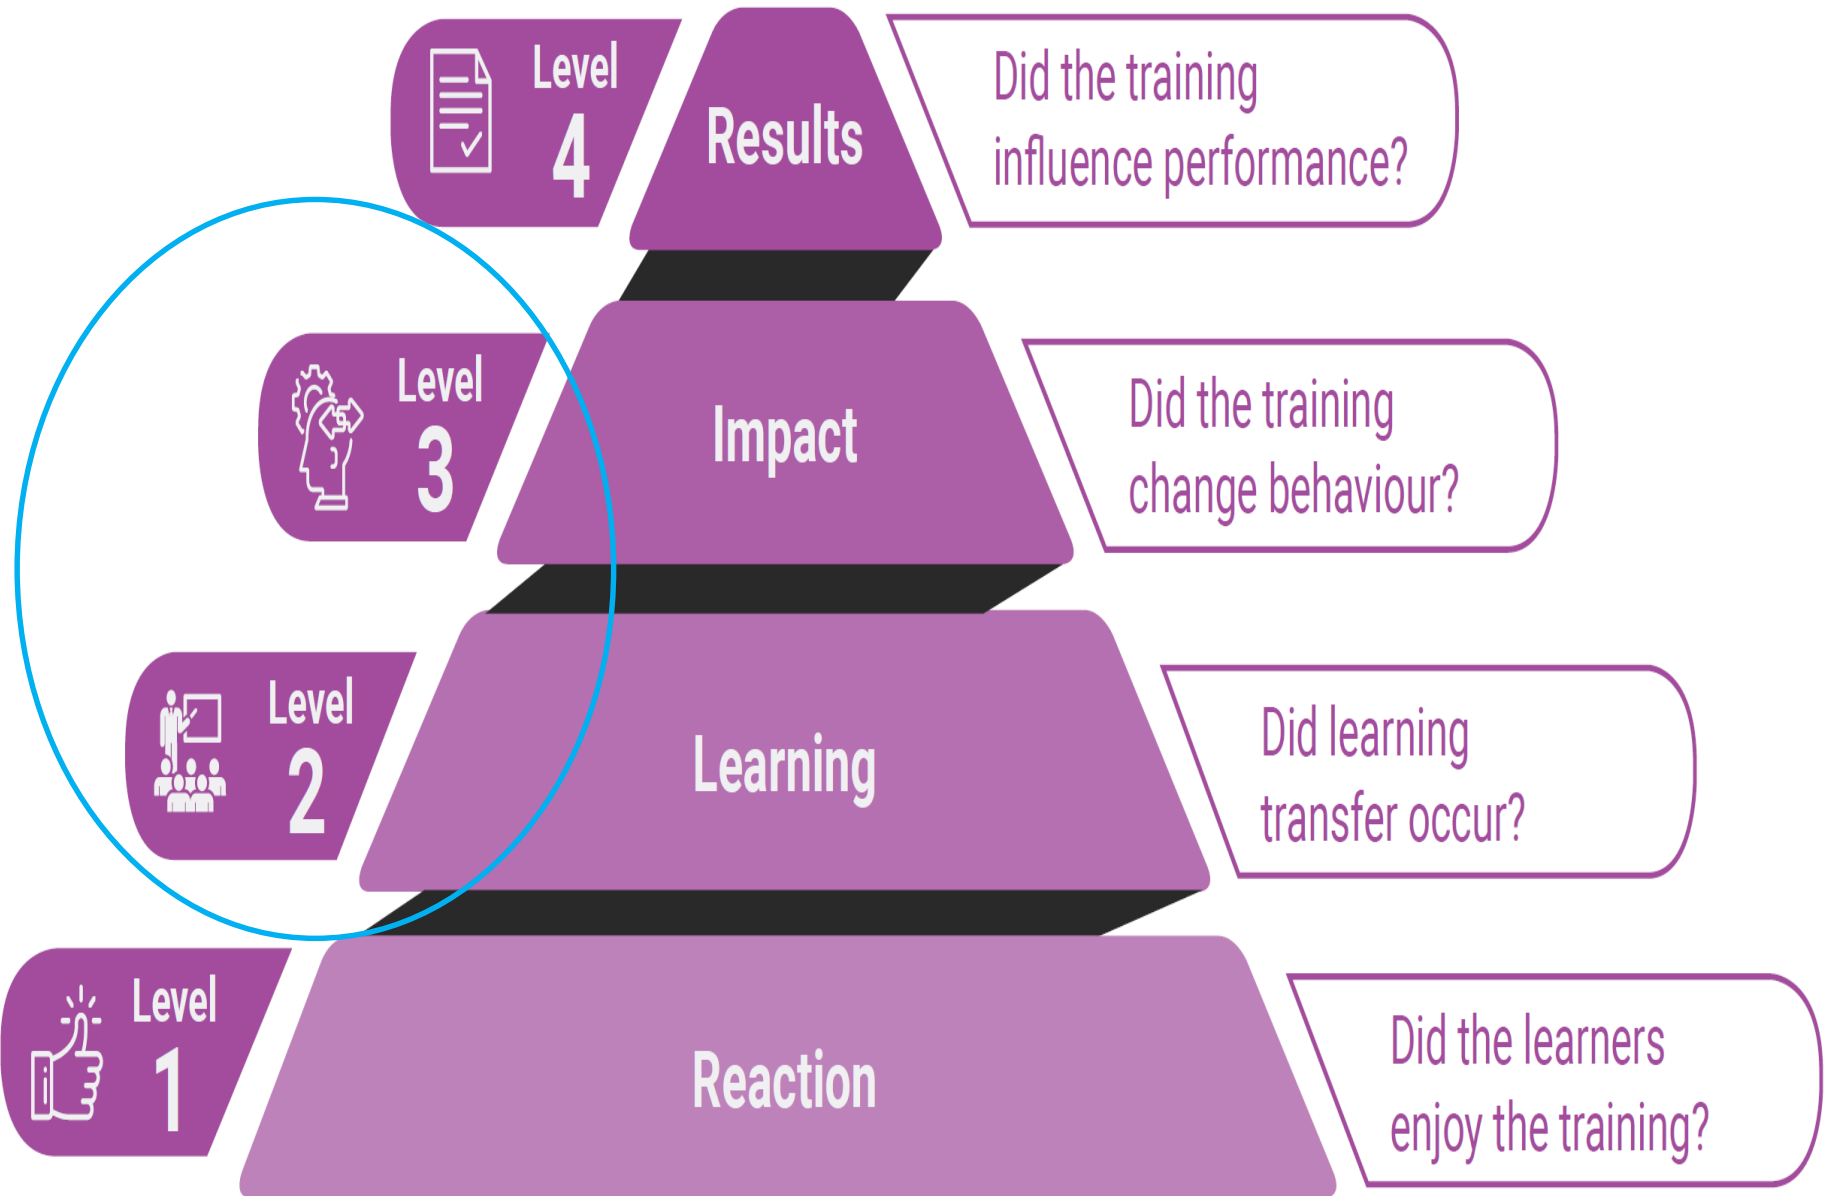 Level
4
Results
Did the training
influence performance?
Level
3
Impact
Did the training
change behaviour?
Level
2
Learning
Did learning
transfer occur?
Level
1
Reaction
Did the learners
enjoy the training?